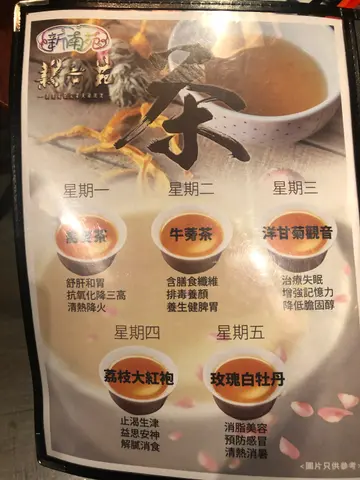 新南苑
茶
星期一
星期二
星期三
牛蒡茶
洋甘菊觀音
舒肝和胃
抗氧化降三高
清熱降火
含膳食纖維
排毒養顏
養生健脾胃
治療失眠
增強記憶力
降低膽固醇
星期四
星期五
荔枝大紅袍
玫瑰白牡丹
止渴生津
益思安神
解膩消食
消脂美容
預防感冒
清熱消暑
<圖片只供參考>